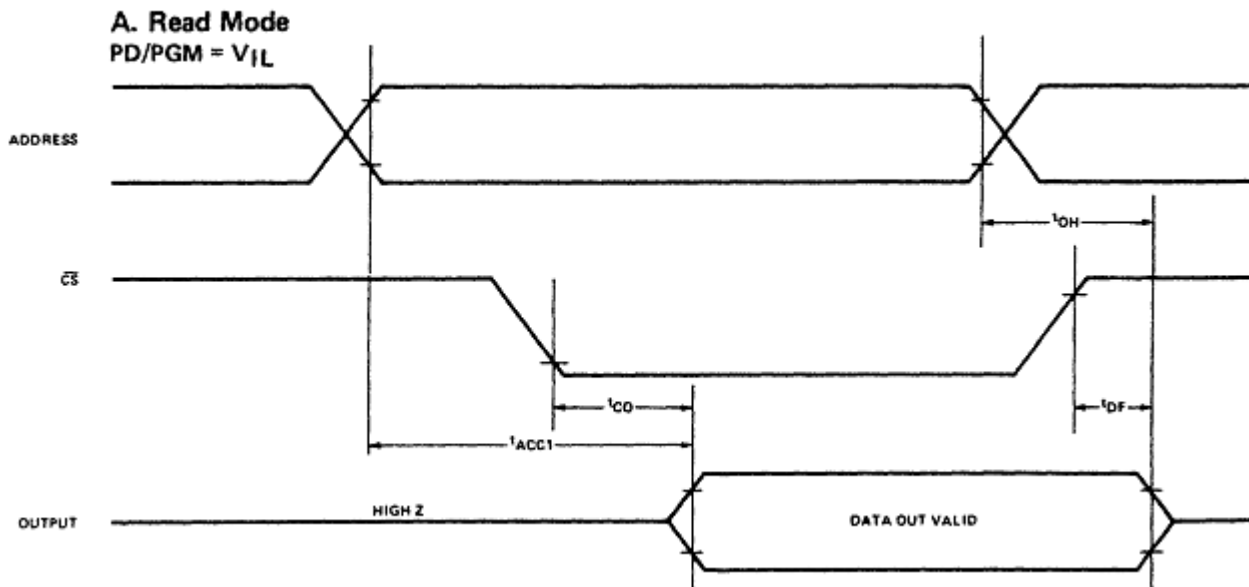 A. Read Mode
PD/PGM = VIL
ADDRESS
tOH
CS
tCO
tDF
tACC1
HIGH Z
DATA OUT VALID
OUTPUT